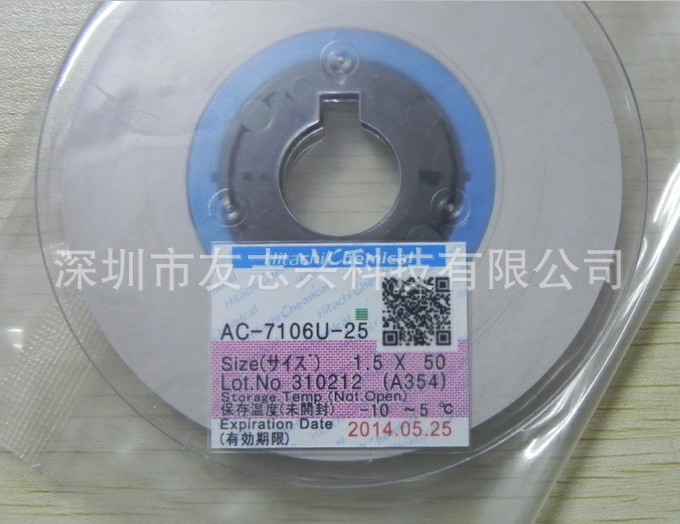 Hitachi Chemical
深圳市友志兴科技有限公司
AC-7106U-25
Size(サイズ) 1.5 X 50
Lot.No 310212 (A354)
Storage Temp (Not Open)
保存温度(未開封) -10 ~5 ℃
Expiration Date
(有効期限) 2014.05.25